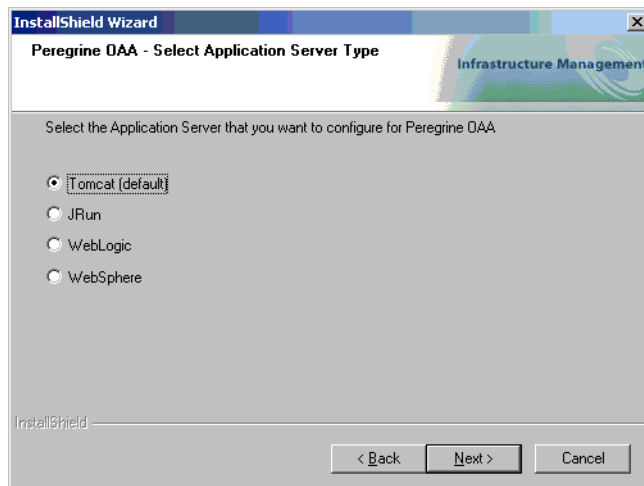 InstallShield Wizard
Peregrine OAA - Select Application Server Type
Infrastructure Management
Select the Application Server that you want to configure for Peregrine OAA
Tomcat (default)
JRun
WebLogic
WebSphere
InstallShield
< Back Next > Cancel